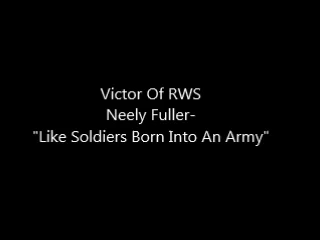 Victor Of RWS
Neely Fuller-
"Like Soldiers Born Into An Army"